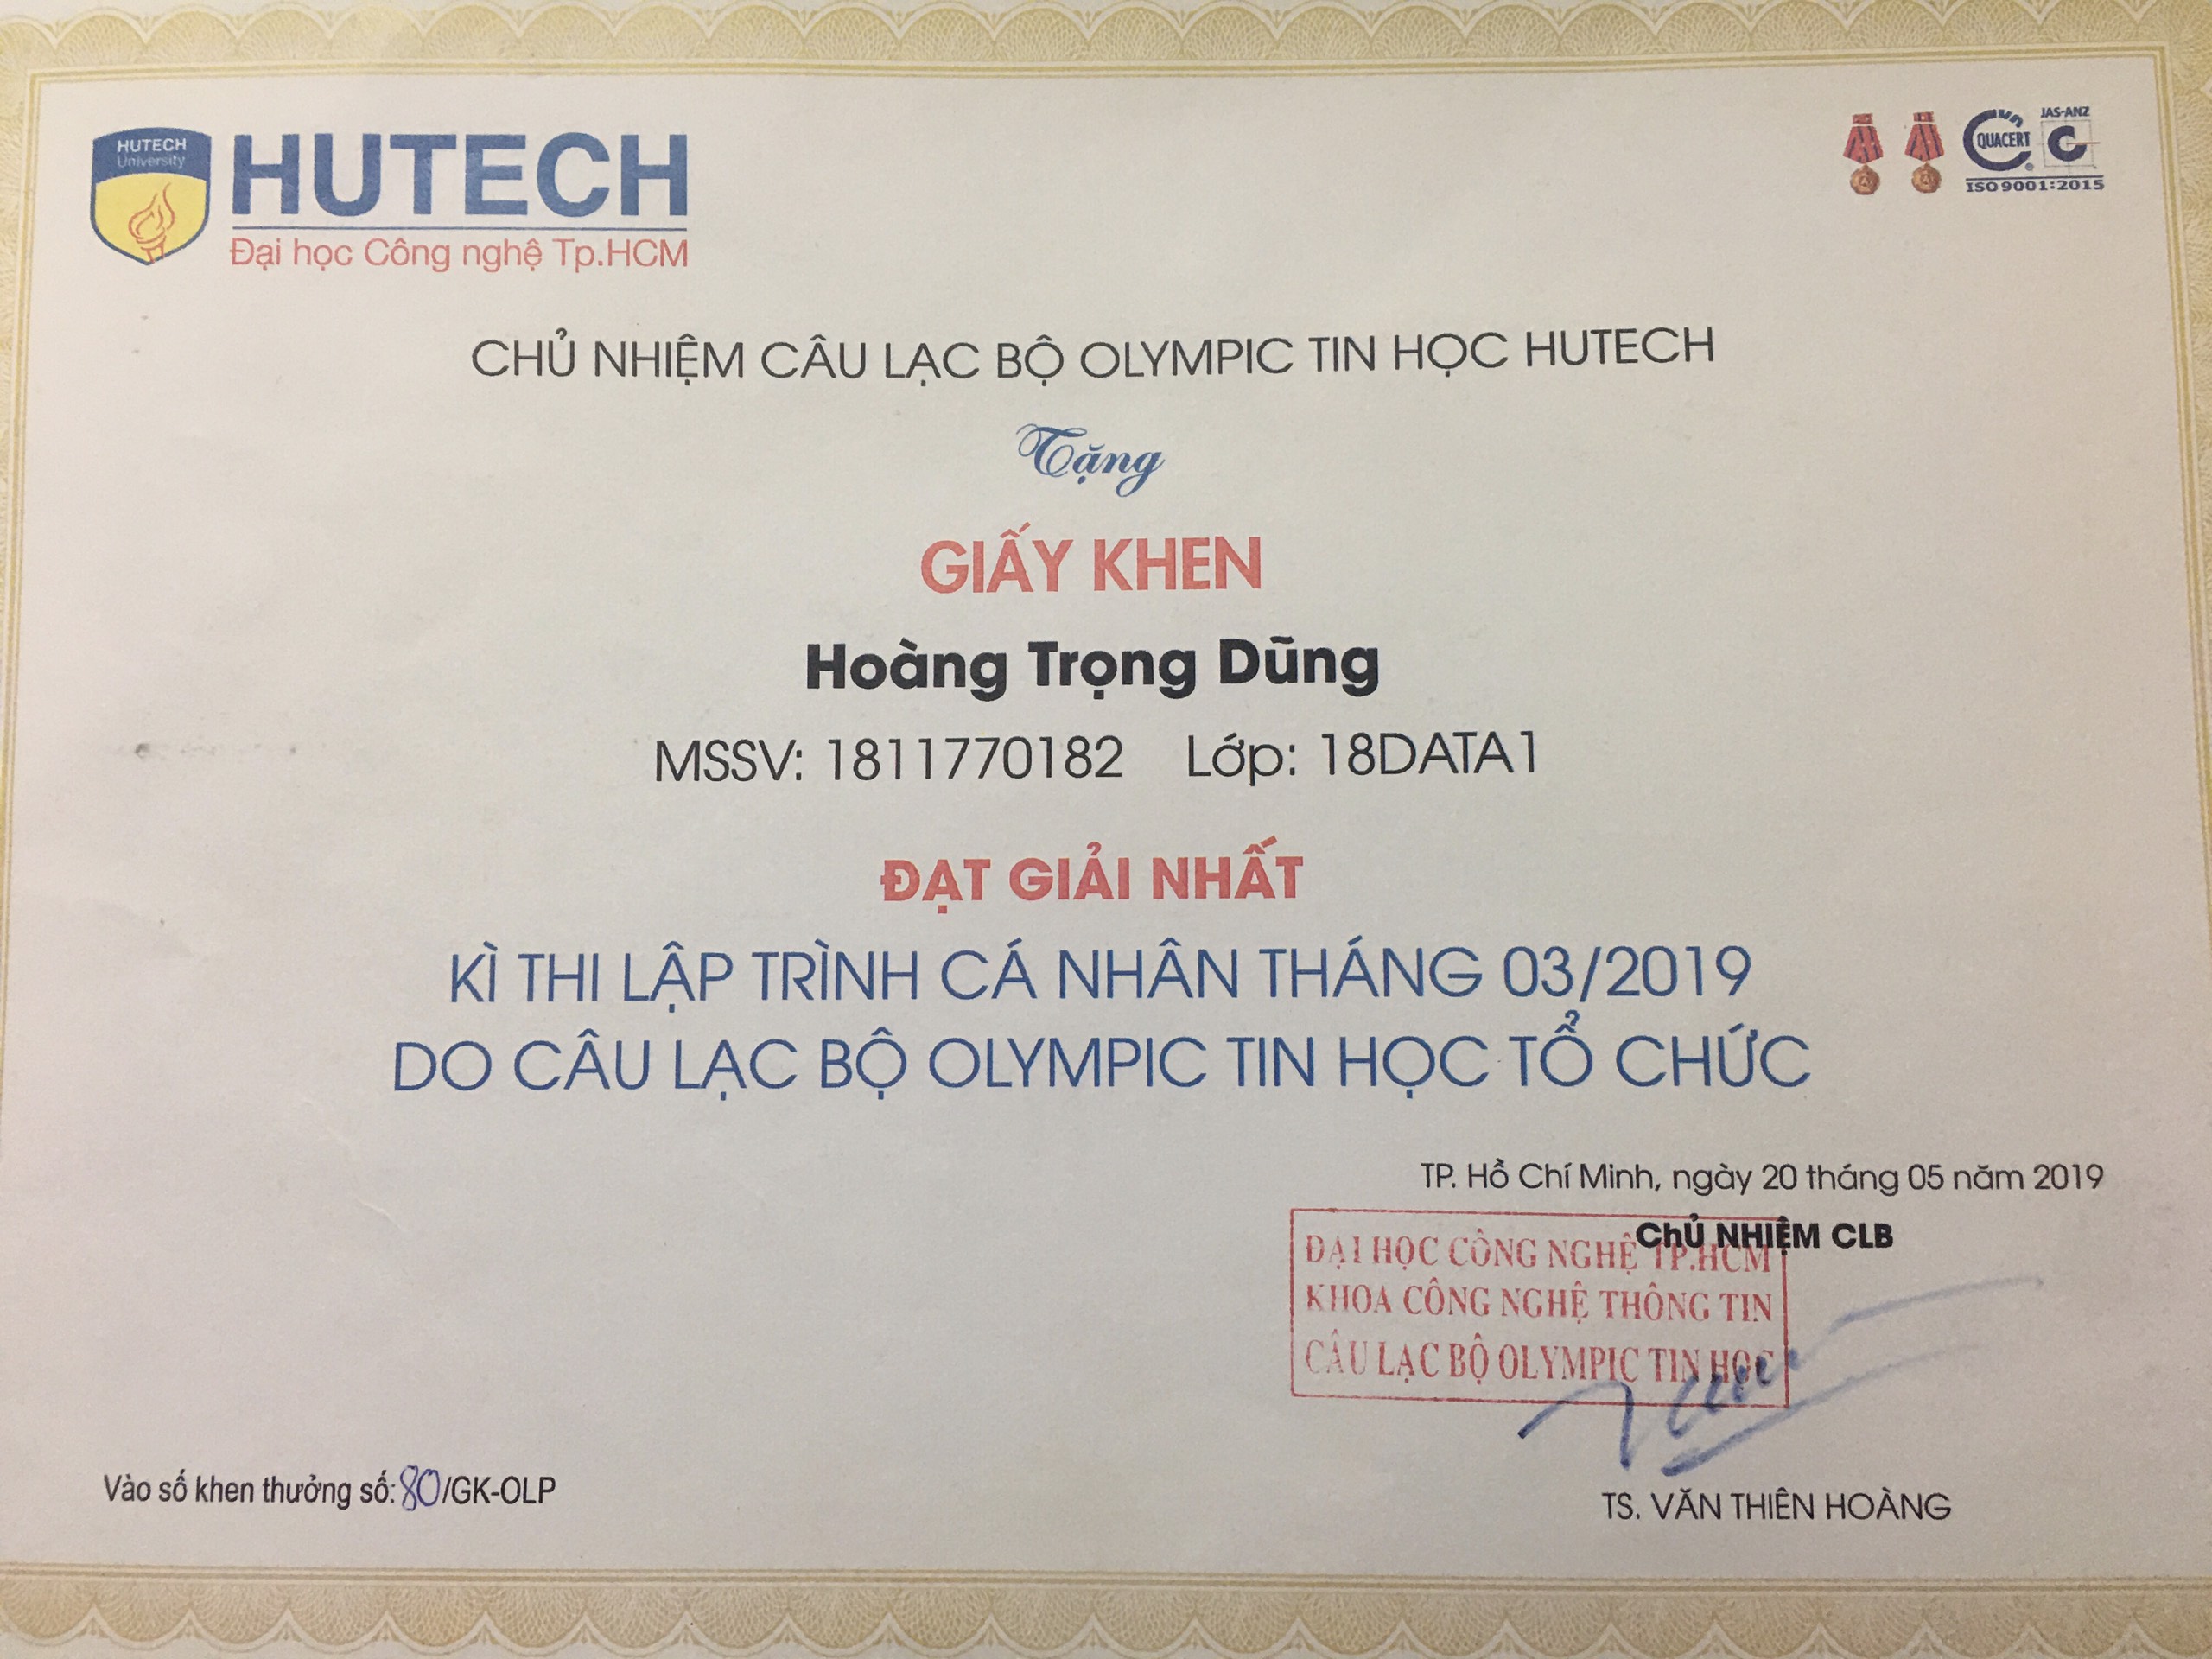 HUTECH
University
HUTECH
Đại học Công nghệ Tp.HCM
QUACERT
JAS-ANZ
ISO 9001:2015
CHỦ NHIỆM CÂU LẠC BỘ OLYMPIC TIN HỌC HUTECH
Tặng
GIẤY KHEN
Hoàng Trọng Dũng
MSSV: 1811770182 Lớp: 18DATA1
ĐẠT GIẢI NHẤT
KÌ THI LẬP TRÌNH CÁ NHÂN THÁNG 03/2019
DO CÂU LẠC BỘ OLYMPIC TIN HỌC TỔ CHỨC
TP. Hồ Chí Minh, ngày 20 tháng 05 năm 2019
ChỦ NHIỆM CLB
ĐẠI HỌC CÔNG NGHỆ TP.HCM
KHOA CÔNG NGHỆ THÔNG TIN
CÂU LẠC BỘ OLYMPIC TIN HỌC
Vào số khen thưởng số: 80/GK-OLP
TS. VĂN THIÊN HOÀNG